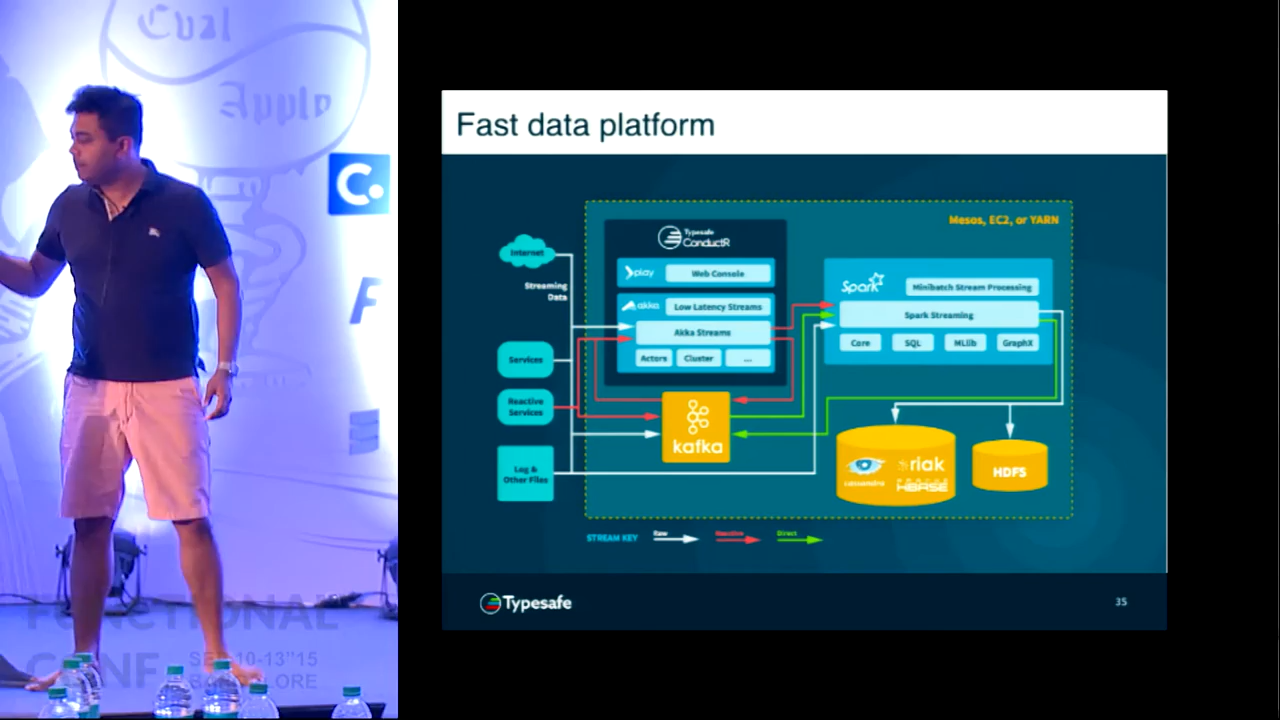 Eval
Apply
C.
F
FUNCTIONAL
CONF
SEP 10-13"15
BANGALORE
Fast data platform
Mesos, EC2, or YARN
Typesafe
ConductR
Internet
Streaming
Data
play
Web Console
akka
Low Latency Streams
Akka Streams
Actors
Cluster
...
Spark
Minibatch Stream Processing
Spark Streaming
Core
SQL
MLlib
GraphX
Services
Reactive
Services
Log &
Other Files
kafka
cassandra
riak
HBASE
HDFS
STREAM KEY
Raw
Reactive
Direct
Typesafe
35